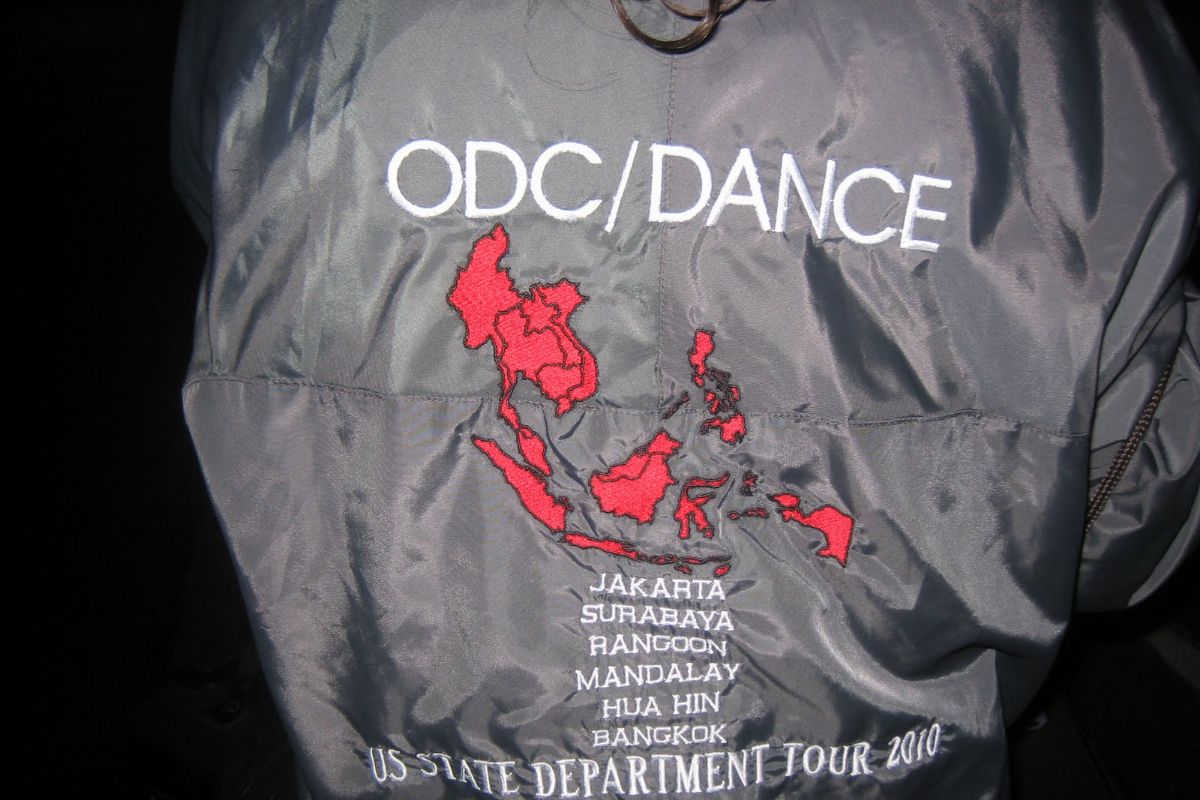 ODC/DANCE
JAKARTA
SURABAYA
RANGOON
MANDALAY
HUA HIN
BANGKOK
US STATE DEPARTMENT TOUR 2010